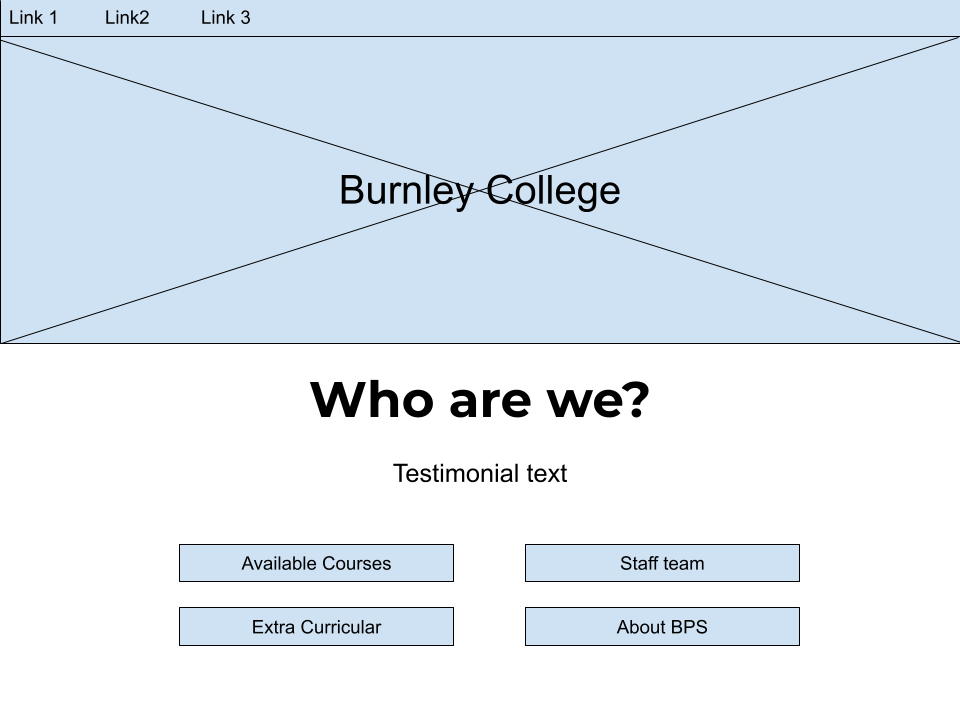 Link 1 Link2 Link 3
Burnley College
Who are we?
Testimonial text
Available Courses Staff team
Extra Curricular About BPS